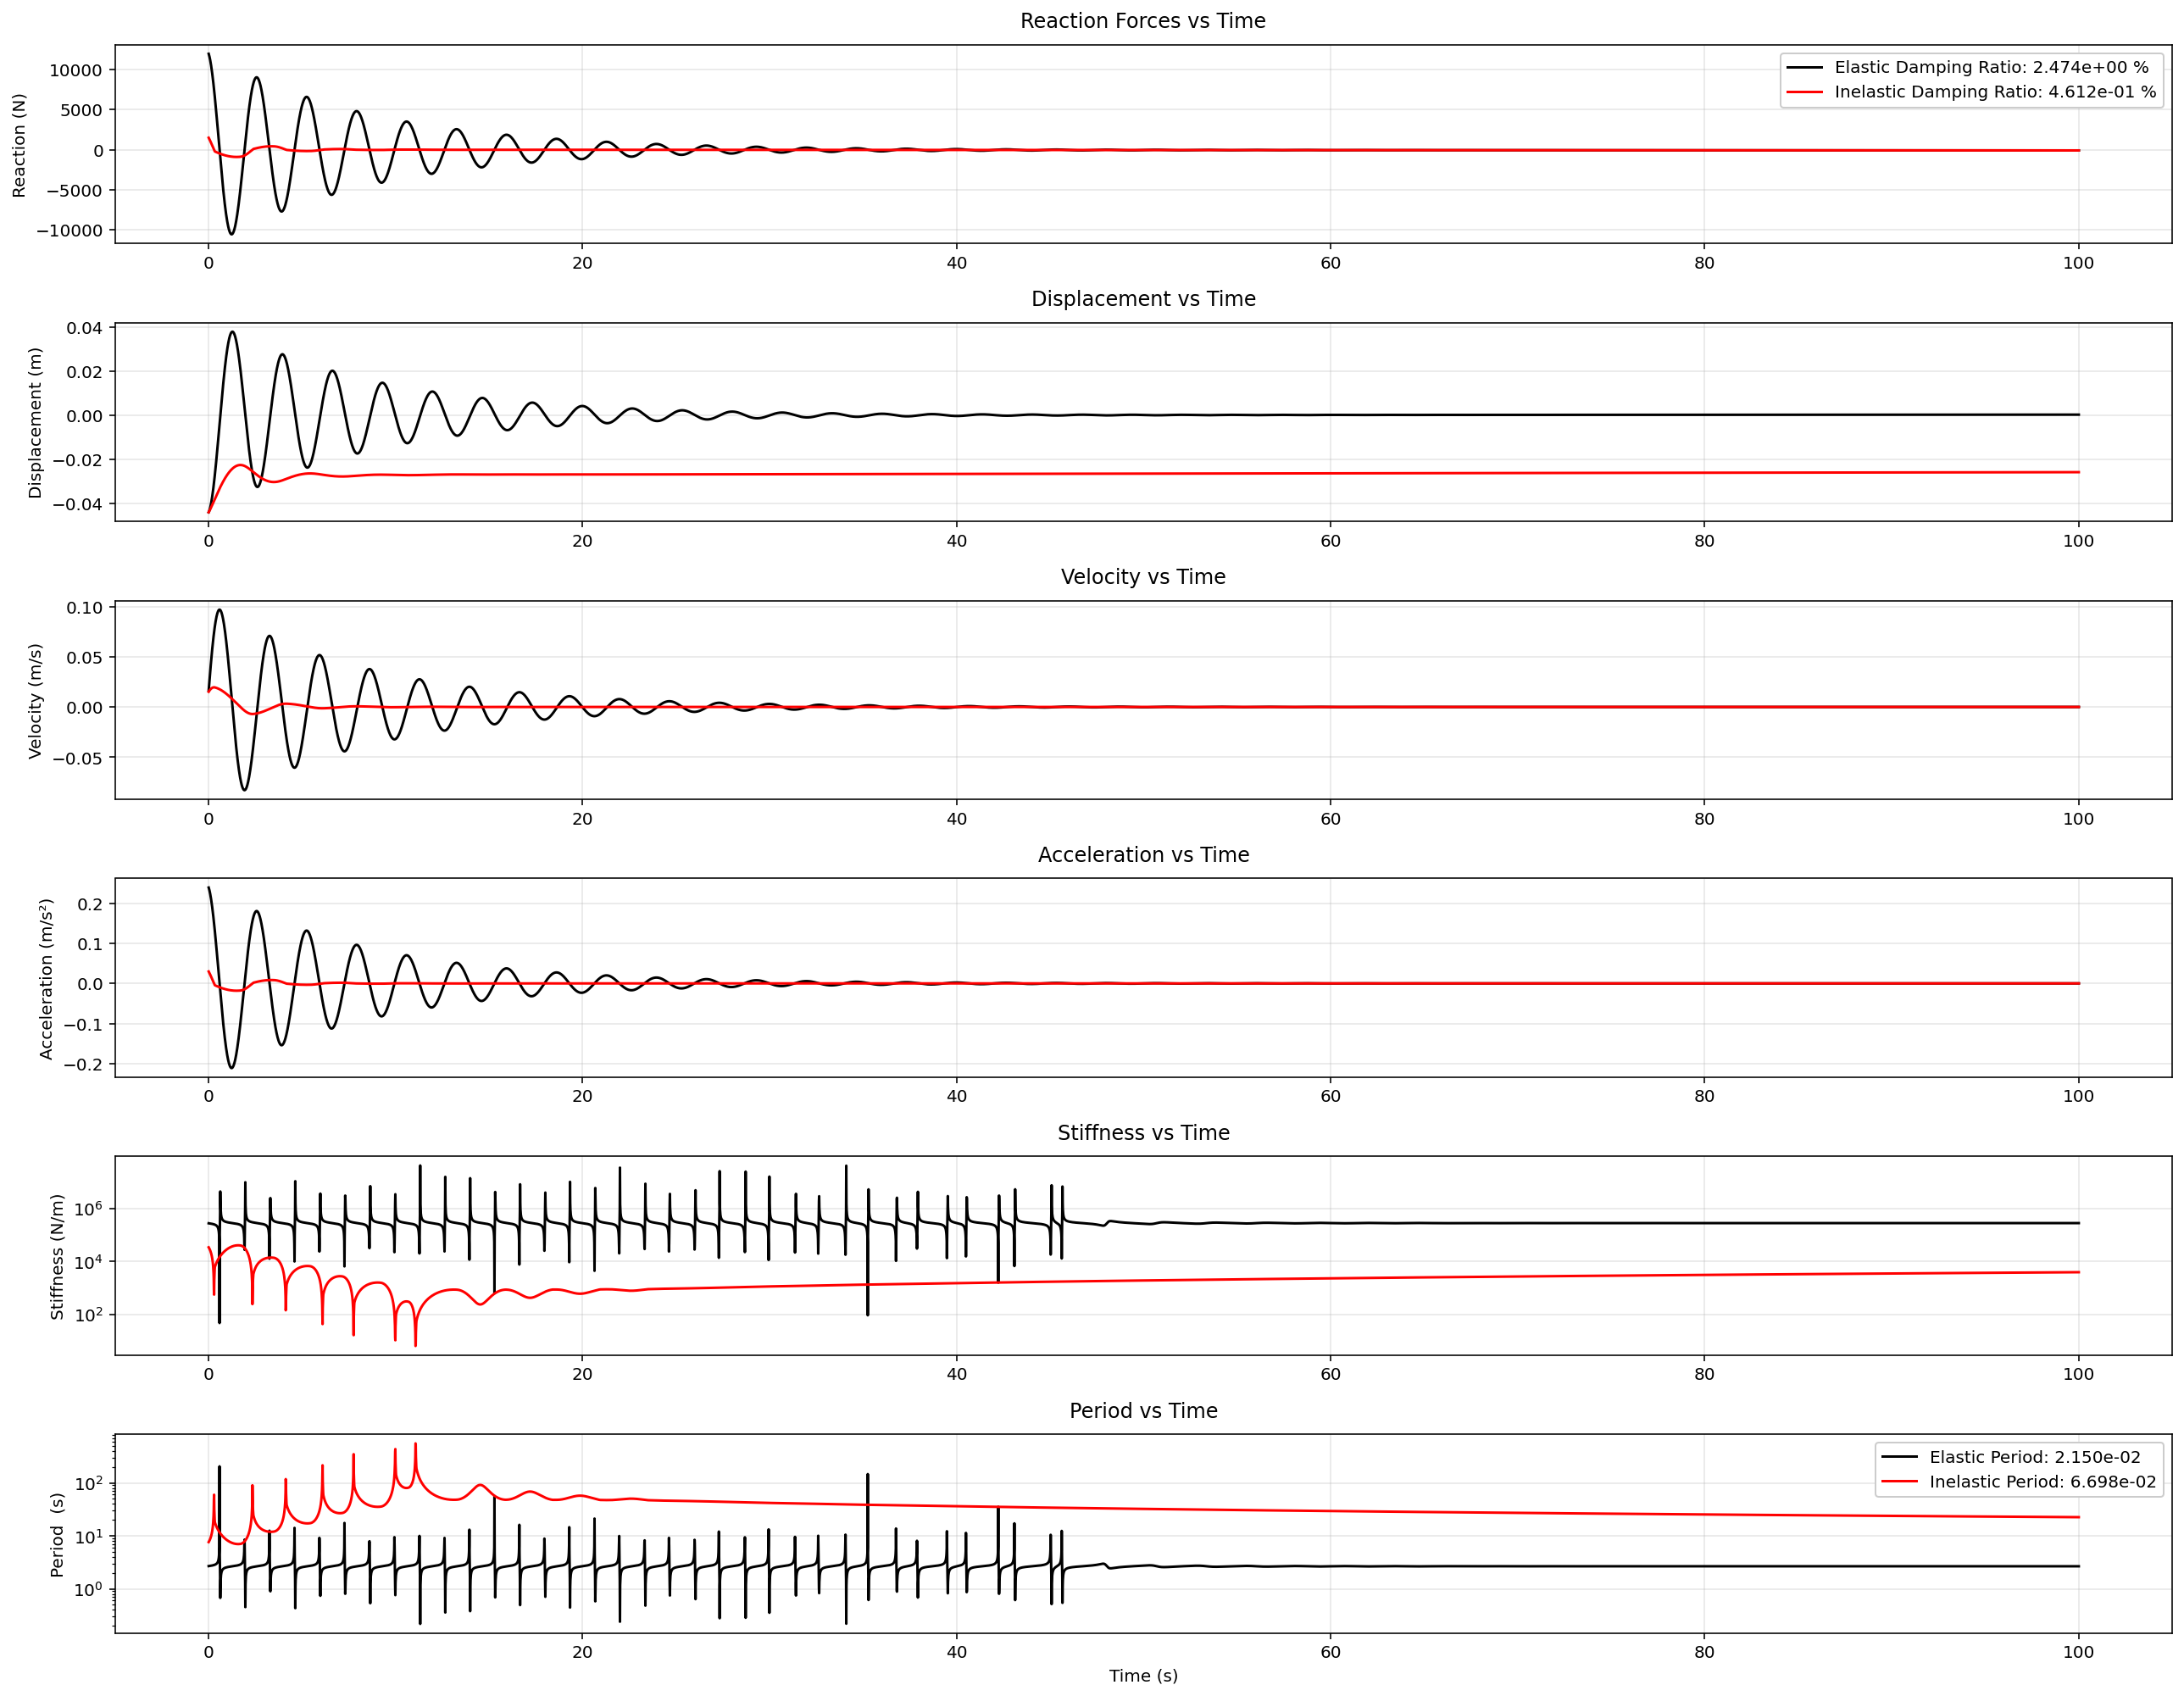 Reaction Forces vs Time
Reaction (N)
10000
5000
0
−5000
−10000
Elastic Damping Ratio: 2.474e+00 %
Inelastic Damping Ratio: 4.612e-01 %
0 20 40 60 80 100
Displacement vs Time
Displacement (m)
0.04
0.02
0.00
−0.02
−0.04
0 20 40 60 80 100
Velocity vs Time
Velocity (m/s)
0.10
0.05
0.00
−0.05
0 20 40 60 80 100
Acceleration vs Time
Acceleration (m/s²)
0.2
0.1
0.0
−0.1
−0.2
0 20 40 60 80 100
Stiffness vs Time
Stiffness (N/m)
10⁶
10⁴
10²
0 20 40 60 80 100
Period vs Time
Period (s)
10²
10¹
10⁰
Elastic Period: 2.150e-02
Inelastic Period: 6.698e-02
0 20 40 60 80 100
Time (s)